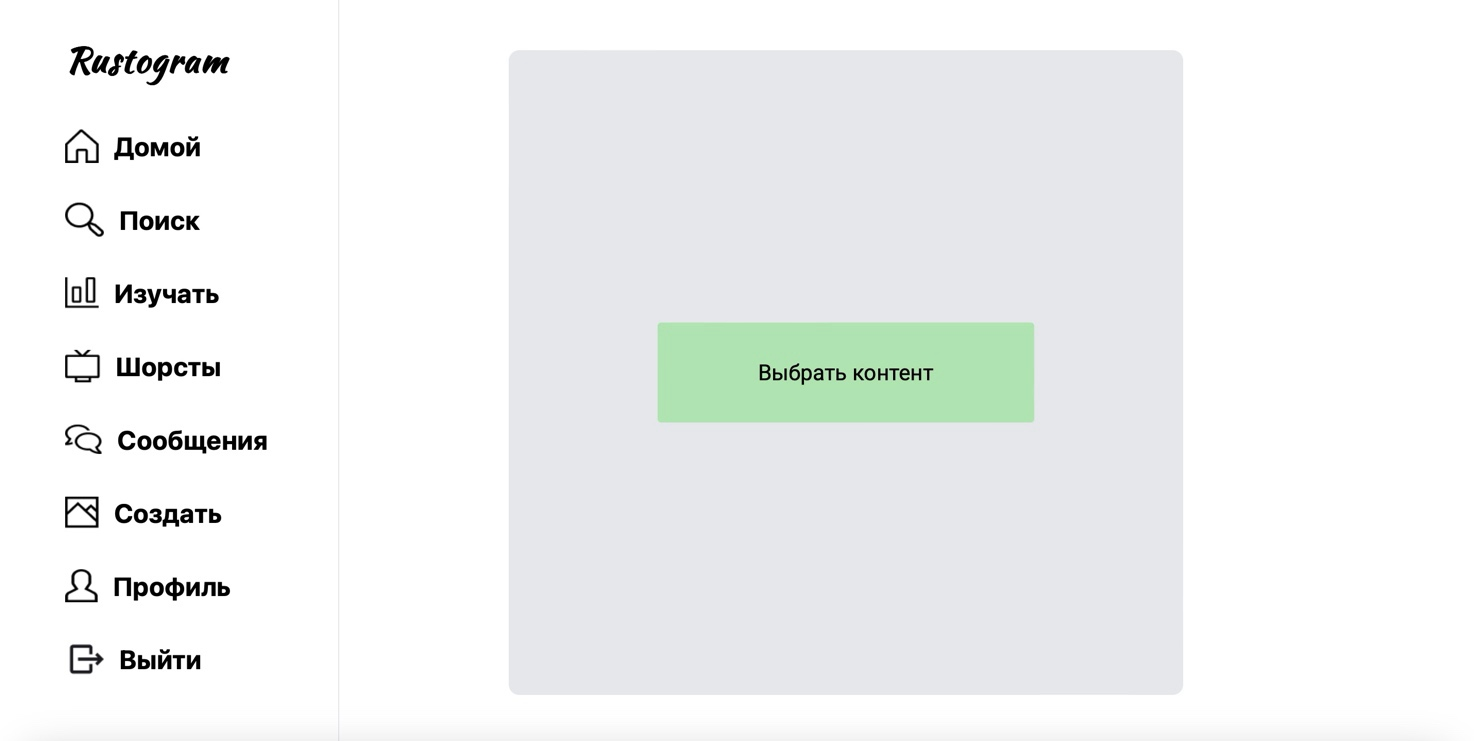 Rustogram
Домой
Поиск
Изучать
Шорсты
Сообщения
Создать
Профиль
Выйти
Выбрать контент